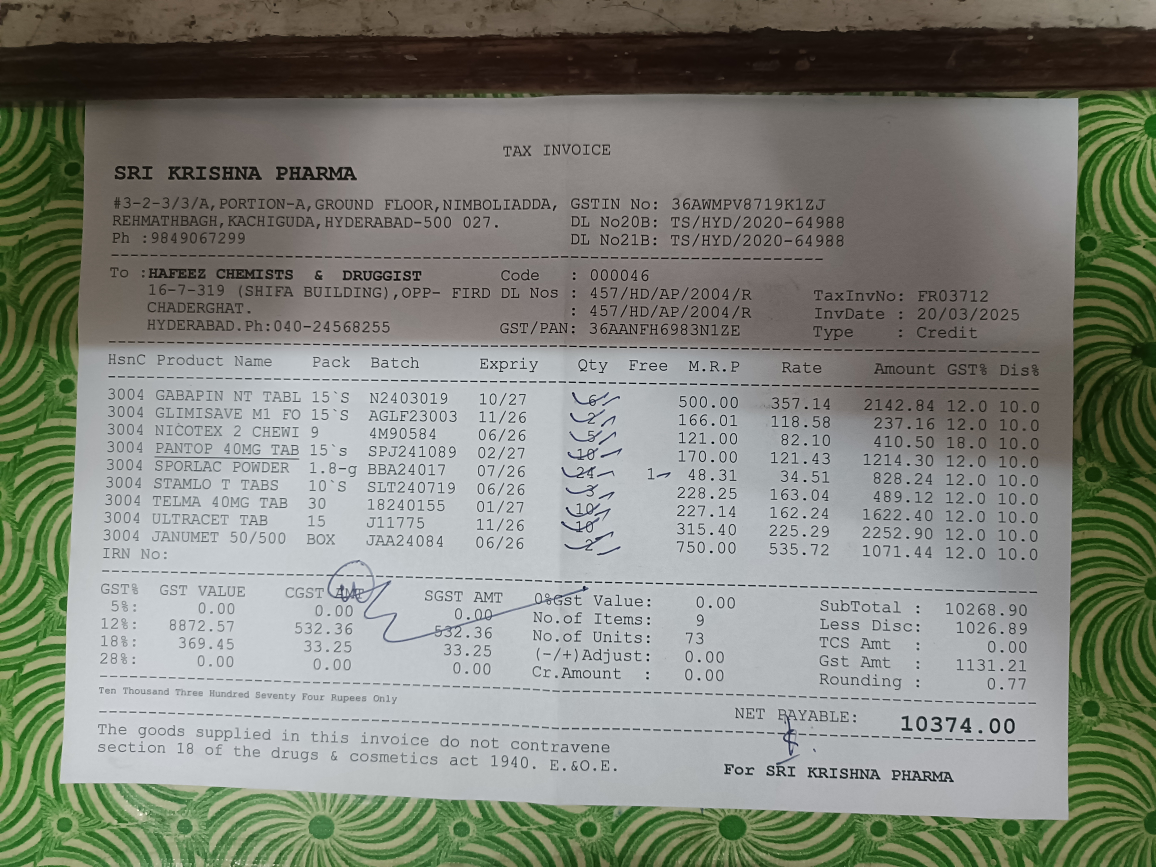 TAX INVOICE
SRI KRISHNA PHARMA
#3-2-3/3/A,PORTION-A,GROUND FLOOR,NIMBOLIADDA, GSTIN No: 36AWMPV8719K1ZJ
REHMATHBAGH,KACHIGUDA,HYDERABAD-500 027. DL No20B: TS/HYD/2020-64988
Ph :9849067299 DL No21B: TS/HYD/2020-64988
To :HAFEEZ CHEMISTS & DRUGGIST Code : 000046
16-7-319 (SHIFA BUILDING),OPP- FIRD DL Nos : 457/HD/AP/2004/R TaxInvNo: FR03712
CHADERGHAT. : 457/HD/AP/2004/R InvDate : 20/03/2025
HYDERABAD.Ph:040-24568255 GST/PAN: 36AANFH6983N1ZE Type : Credit
HsnC Product Name Pack Batch Expriy Qty Free M.R.P Rate Amount GST% Dis%
3004 GABAPIN NT TABL 15`S N2403019 10/27 6 500.00 357.14 2142.84 12.0 10.0
3004 GLIMISAVE M1 FO 15`S AGLF23003 11/26 2 166.01 118.58 237.16 12.0 10.0
3004 NICOTEX 2 CHEWI 9 4M90584 06/26 5 121.00 82.10 410.50 18.0 10.0
3004 PANTOP 40MG TAB 15`s SPJ241089 02/27 10 170.00 121.43 1214.30 12.0 10.0
3004 SPORLAC POWDER 1.8-g BBA24017 07/26 24 1 48.31 34.51 828.24 12.0 10.0
3004 STAMLO T TABS 10`S SLT240719 06/26 3 228.25 163.04 489.12 12.0 10.0
3004 TELMA 40MG TAB 30 18240155 01/27 10 227.14 162.24 1622.40 12.0 10.0
3004 ULTRACET TAB 15 J11775 11/26 10 315.40 225.29 2252.90 12.0 10.0
3004 JANUMET 50/500 BOX JAA24084 06/26 2 750.00 535.72 1071.44 12.0 10.0
IRN No:
GST% GST VALUE CGST AMT SGST AMT 0%Gst Value: 0.00 SubTotal : 10268.90
5%: 0.00 0.00 0.00 No.of Items: 9 Less Disc: 1026.89
12%: 8872.57 532.36 532.36 No.of Units: 73 TCS Amt : 0.00
18%: 369.45 33.25 33.25 (-/+)Adjust: 0.00 Gst Amt : 1131.21
28%: 0.00 0.00 0.00 Cr.Amount : 0.00 Rounding : 0.77
Ten Thousand Three Hundred Seventy Four Rupees Only
NET PAYABLE: 10374.00
The goods supplied in this invoice do not contravene
section 18 of the drugs & cosmetics act 1940. E.&O.E.
For SRI KRISHNA PHARMA